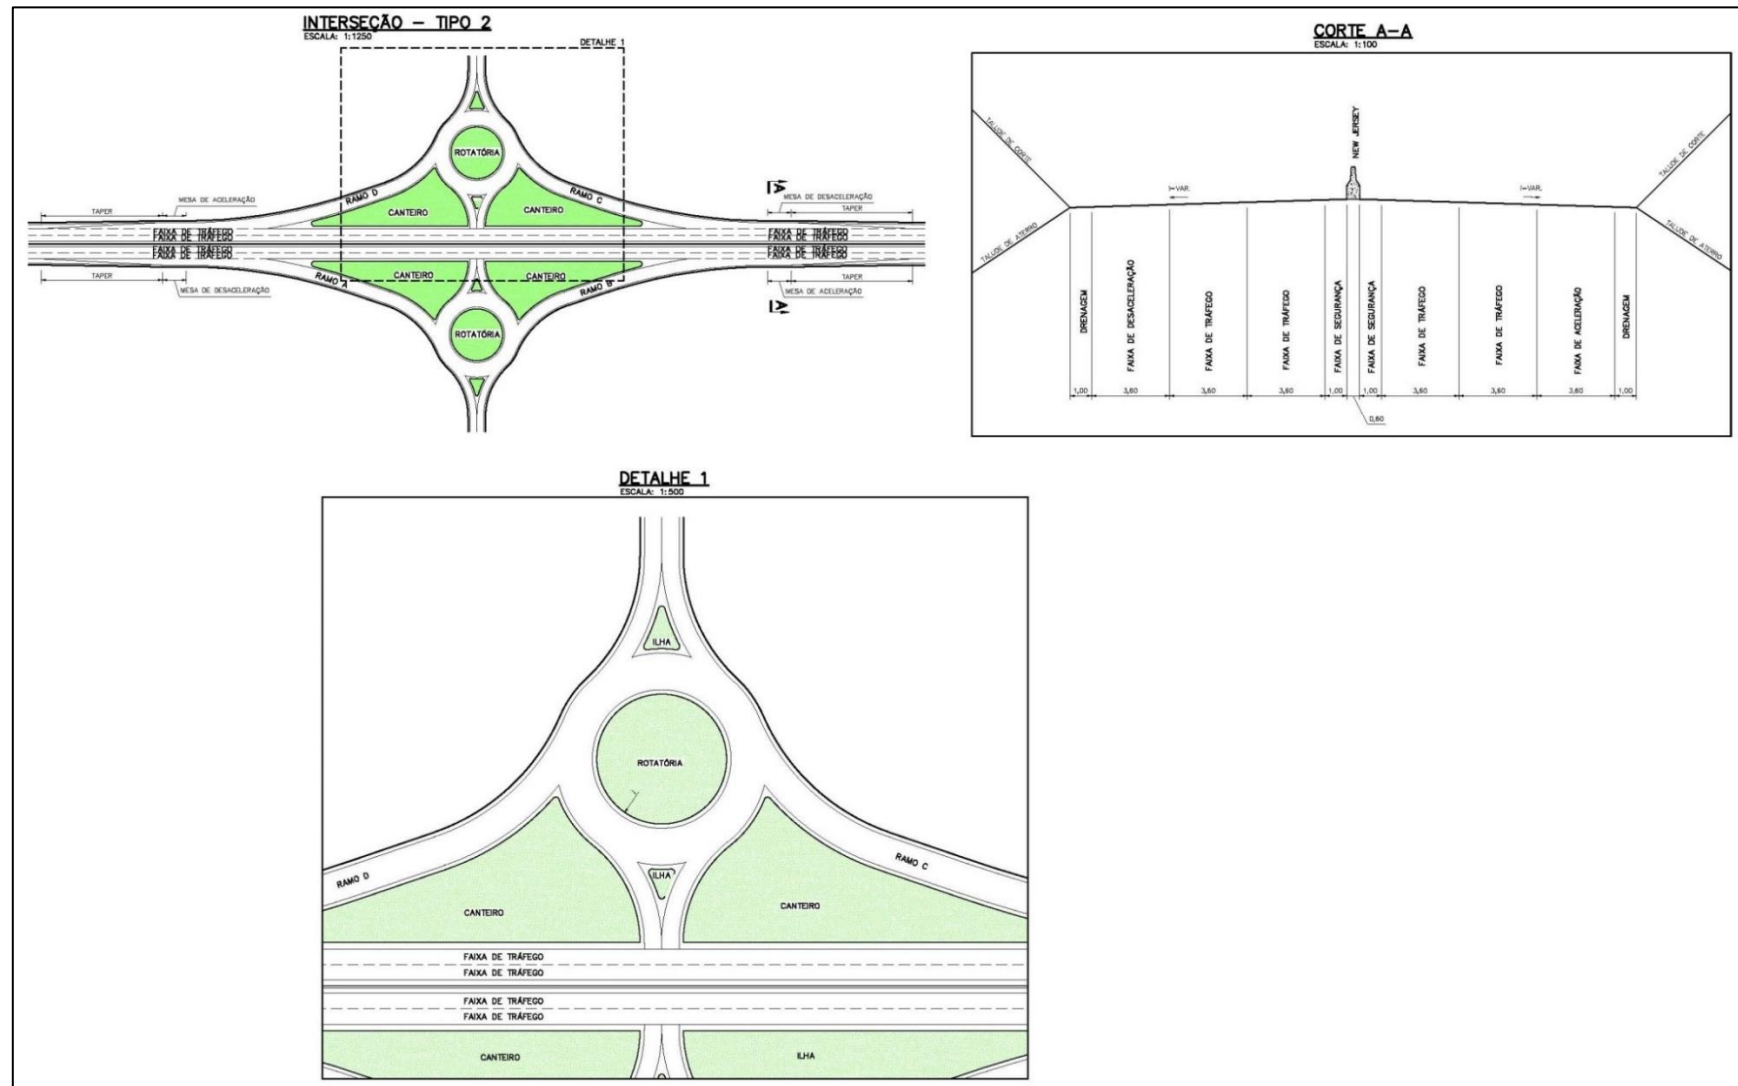 INTERSEÇÃO – TIPO 2
ESCALA: 1:1250
DETALHE 1
ROTATÓRIA
RAMO D
RAMO C
CANTEIRO
CANTEIRO
TAPER
MESA DE ACELERAÇÃO
A
MESA DE DESACELERAÇÃO
TAPER
FAIXA DE TRÁFEGO
FAIXA DE TRÁFEGO
FAIXA DE TRÁFEGO
FAIXA DE TRÁFEGO
FAIXA DE TRÁFEGO
FAIXA DE TRÁFEGO
FAIXA DE TRÁFEGO
FAIXA DE TRÁFEGO
TAPER
MESA DE DESACELERAÇÃO
RAMO A
CANTEIRO
CANTEIRO
RAMO B
TAPER
MESA DE ACELERAÇÃO
A
ROTATÓRIA
CORTE A–A
ESCALA: 1:100
TALUDE DE CORTE
TALUDE DE ATERRO
NEW JERSEY
TALUDE DE CORTE
TALUDE DE ATERRO
i=VAR.
i=VAR.
DRENAGEM
FAIXA DE DESACELERAÇÃO
FAIXA DE TRÁFEGO
FAIXA DE TRÁFEGO
FAIXA DE SEGURANÇA
FAIXA DE SEGURANÇA
FAIXA DE TRÁFEGO
FAIXA DE TRÁFEGO
FAIXA DE ACELERAÇÃO
DRENAGEM
1,00
3,60
3,60
3,60
1,00
1,00
3,60
3,60
3,60
1,00
0,60
DETALHE 1
ESCALA: 1:500
ILHA
ROTATÓRIA
RAMO D
RAMO C
ILHA
CANTEIRO
CANTEIRO
FAIXA DE TRÁFEGO
FAIXA DE TRÁFEGO
FAIXA DE TRÁFEGO
FAIXA DE TRÁFEGO
CANTEIRO
ILHA